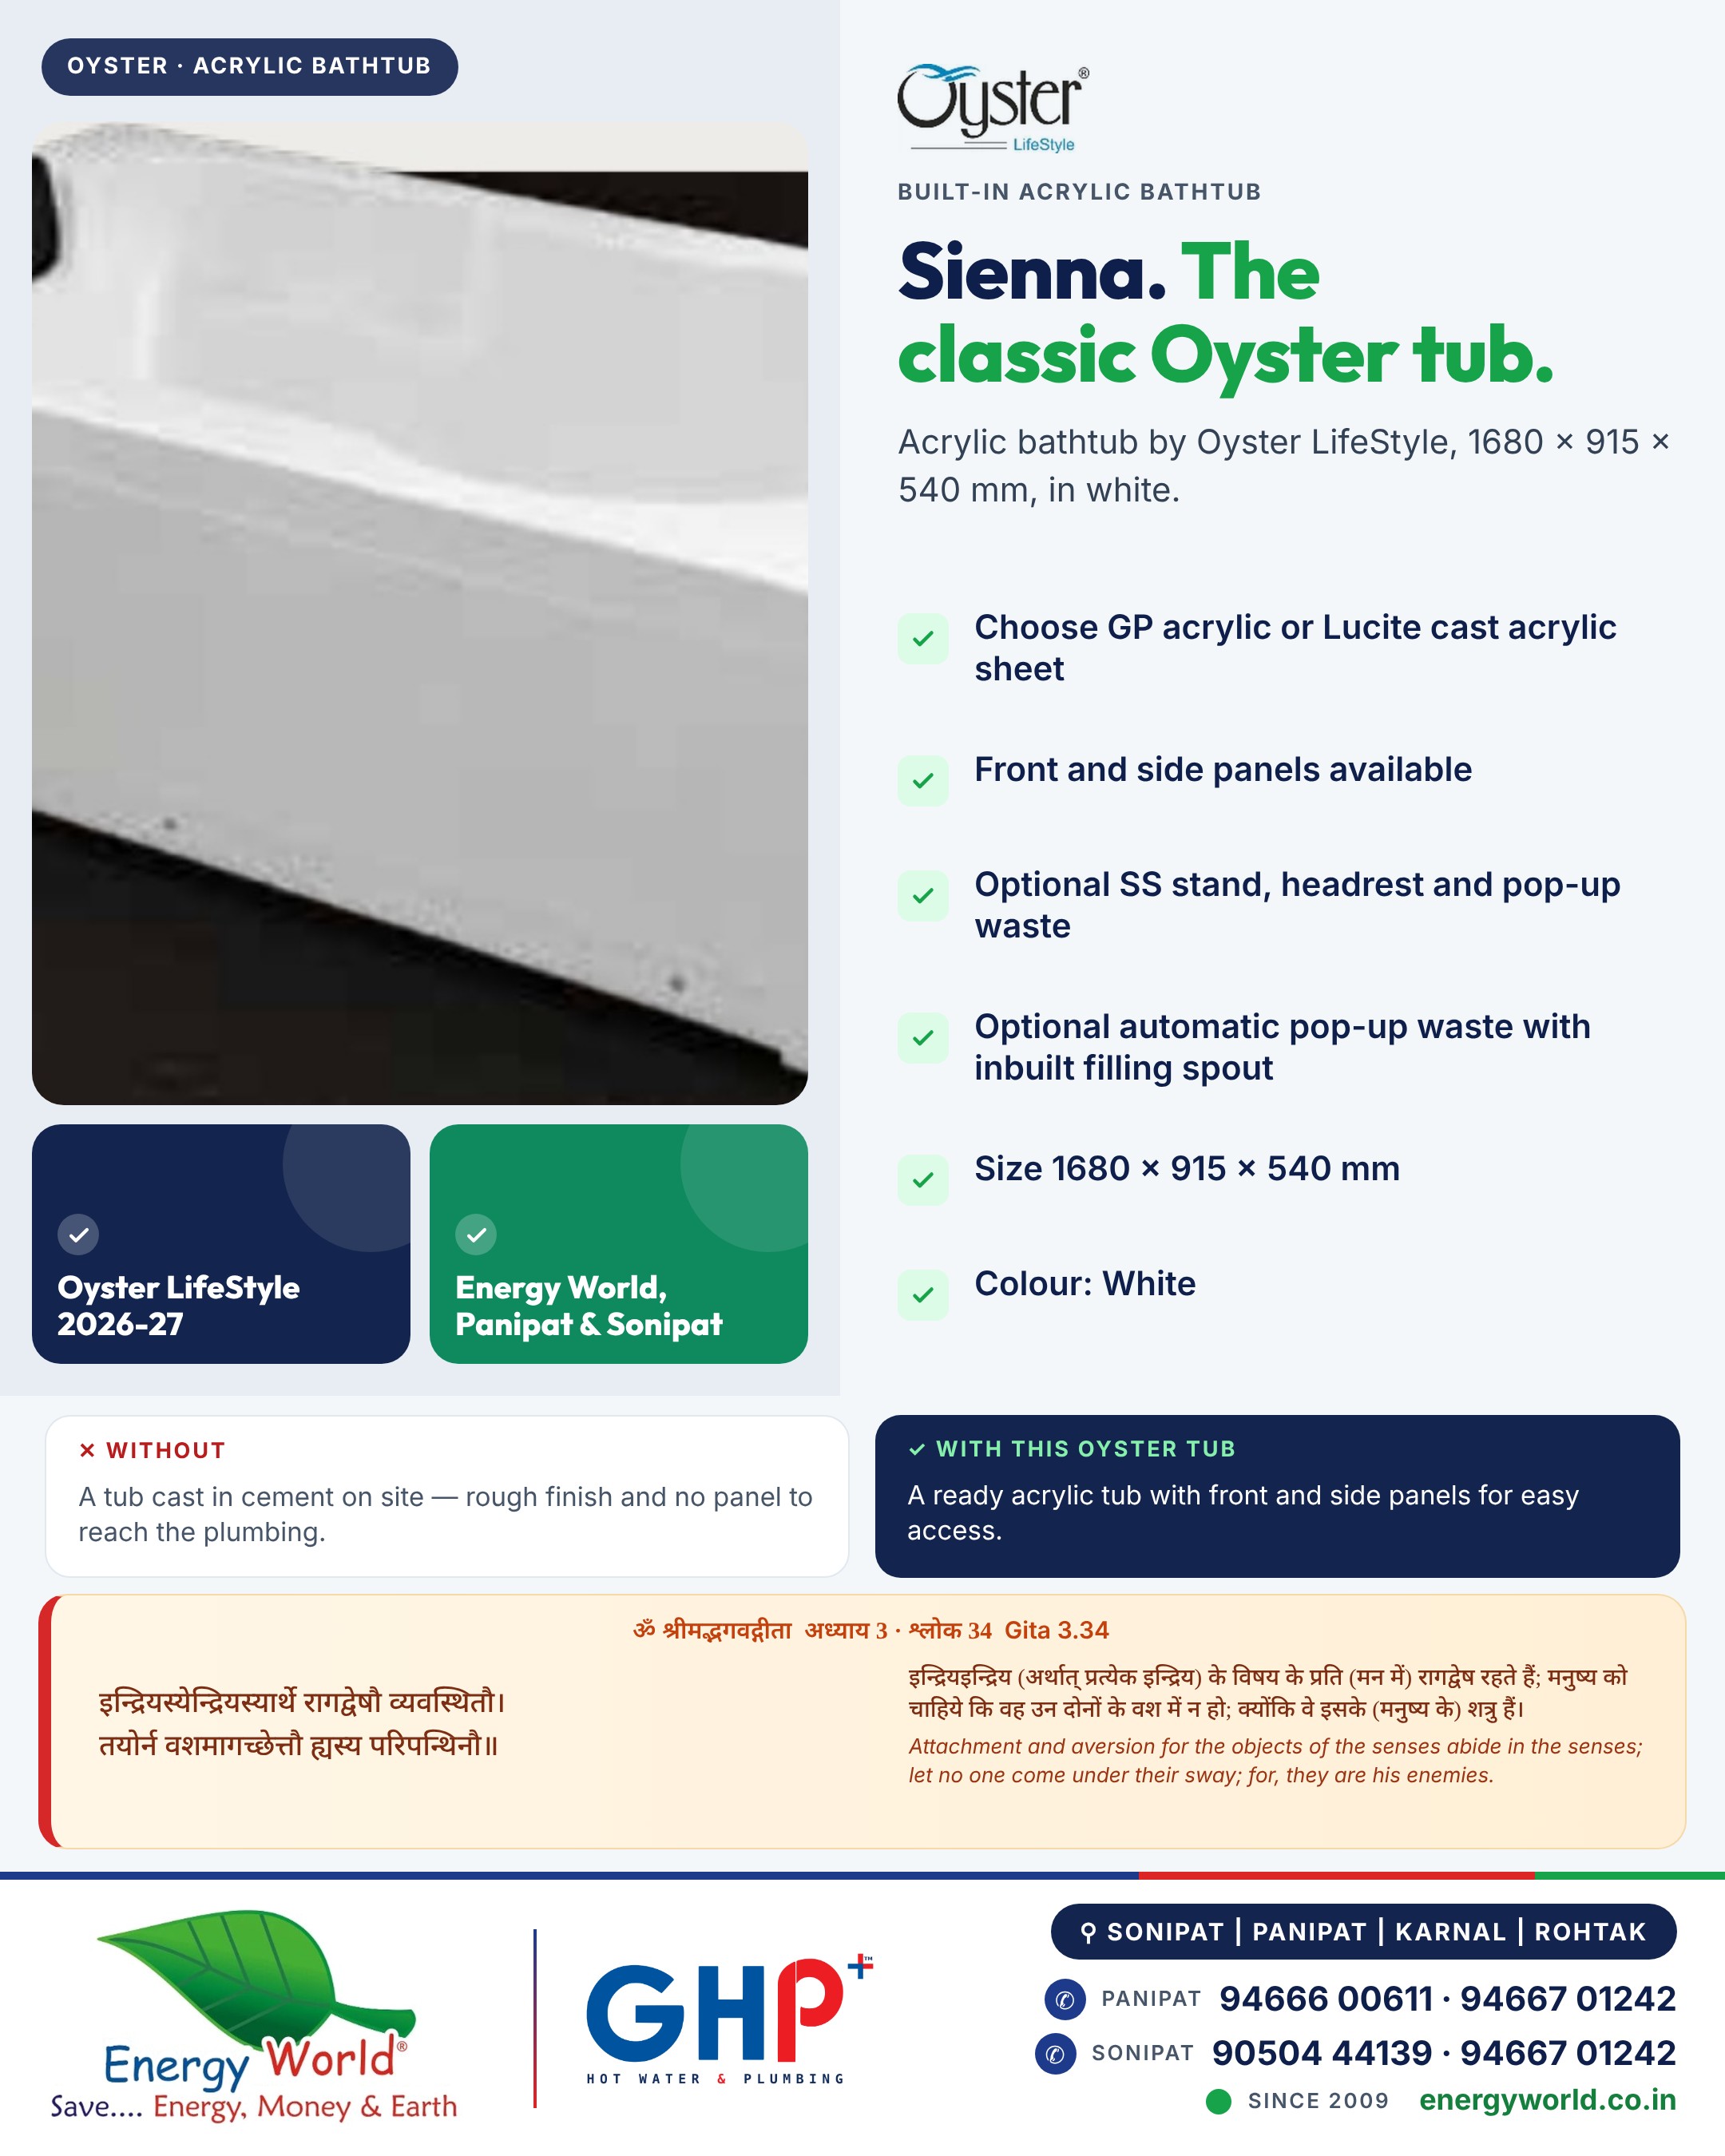 OYSTER · ACRYLIC BATHTUB
Oyster®
LifeStyle
BUILT-IN ACRYLIC BATHTUB
Sienna. The
classic Oyster tub.
Acrylic bathtub by Oyster LifeStyle, 1680 × 915 ×
540 mm, in white.
Choose GP acrylic or Lucite cast acrylic
sheet
Front and side panels available
Optional SS stand, headrest and pop-up
waste
Optional automatic pop-up waste with
inbuilt filling spout
Size 1680 × 915 × 540 mm
Colour: White
Oyster LifeStyle
2026-27
Energy World,
Panipat & Sonipat
✕ WITHOUT
A tub cast in cement on site — rough finish and no panel to
reach the plumbing.
✓ WITH THIS OYSTER TUB
A ready acrylic tub with front and side panels for easy
access.
ॐ श्रीमद्भगवद्गीता अध्याय 3 · श्लोक 34 Gita 3.34
इन्द्रियस्येन्द्रियस्यार्थे रागद्वेषौ व्यवस्थितौ।
तयोर्न वशमागच्छेत्तौ ह्यस्य परिपन्थिनौ॥
इन्द्रियइन्द्रिय (अर्थात् प्रत्येक इन्द्रिय) के विषय के प्रति (मन में) रागद्वेष रहते हैं; मनुष्य को
चाहिये कि वह उन दोनों के वश में न हो; क्योंकि वे इसके (मनुष्य के) शत्रु हैं।
Attachment and aversion for the objects of the senses abide in the senses;
let no one come under their sway; for, they are his enemies.
Energy World®
Save.... Energy, Money & Earth
GHP+™
HOT WATER & PLUMBING
SONIPAT | PANIPAT | KARNAL | ROHTAK
PANIPAT 94666 00611 · 94667 01242
SONIPAT 90504 44139 · 94667 01242
SINCE 2009 energyworld.co.in